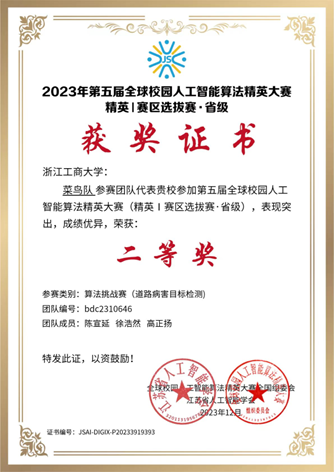 JSAI
2023年第五届全球校园人工智能算法精英大赛
精英Ⅰ赛区选拔赛·省级
获奖证书
浙江工商大学：
菜鸟队 参赛团队代表贵校参加第五届全球校园人工
智能算法精英大赛（精英Ⅰ赛区选拔赛·省级），表现突
出，成绩优异，荣获：
二等奖
参赛类别：算法挑战赛（道路病害目标检测)
团队编号：bdc2310646
团队成员：陈宣延 徐浩然 高正扬
特发此证，以资鼓励！
全球校园人工智能算法精英大赛全国组委会
江苏省人工智能学会
2023年12月
组织委员会
证书编号：JSAI-DIGIX-P20233919393